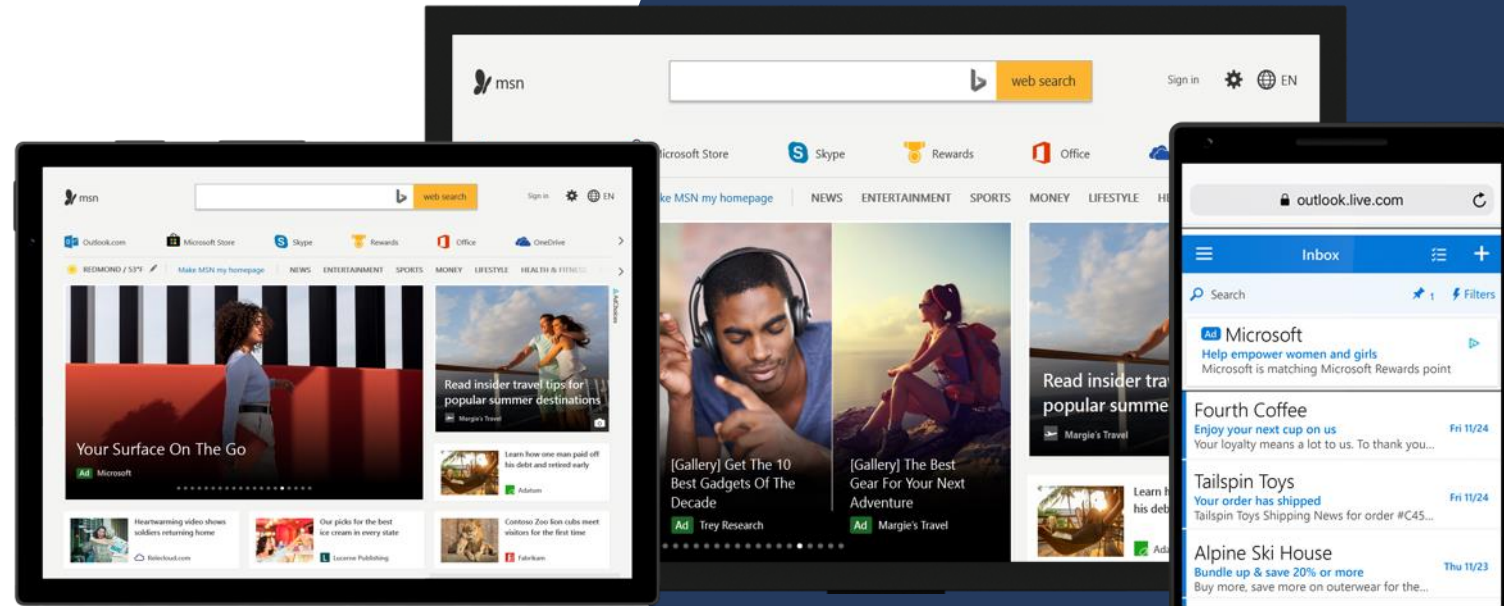 msn
web search
Sign in
EN
Outlook.com
Microsoft Store
Skype
Rewards
Office
OneDrive
REDMOND / 53°F
Make MSN my homepage
NEWS
ENTERTAINMENT
SPORTS
MONEY
LIFESTYLE
HEALTH & FITNESS
AdChoices
Your Surface On The Go
Ad Microsoft
Read insider travel tips for
popular summer destinations
Margie's Travel
Learn how one man paid off
his debt and retired early
Adatum
Heartwarming video shows
soldiers returning home
Relecloud.com
Our picks for the best
ice cream in every state
Lucerne Publishing
Contoso Zoo lion cubs meet
visitors for the first time
Fabrikam
msn
web search
Sign in
EN
icrosoft Store
Skype
Rewards
Office
ke MSN my homepage
NEWS
ENTERTAINMENT
SPORTS
MONEY
LIFESTYLE
HE
[Gallery] Get The 10
Best Gadgets Of The
Decade
Ad Trey Research
[Gallery] The Best
Gear For Your Next
Adventure
Ad Margie's Travel
Read insider tra
popular summe
Margie's Travel
Learn h
his deb
Ada
outlook.live.com
Inbox
Search
1
Filters
Ad Microsoft
Help empower women and girls
Microsoft is matching Microsoft Rewards point
Fourth Coffee
Enjoy your next cup on us Fri 11/24
Your loyalty means a lot to us. To thank you...
Tailspin Toys
Your order has shipped Fri 11/24
Tailspin Toys Shipping News for order #C45...
Alpine Ski House
Bundle up & save 20% or more Thu 11/23
Buy more, save more on outerwear for the...